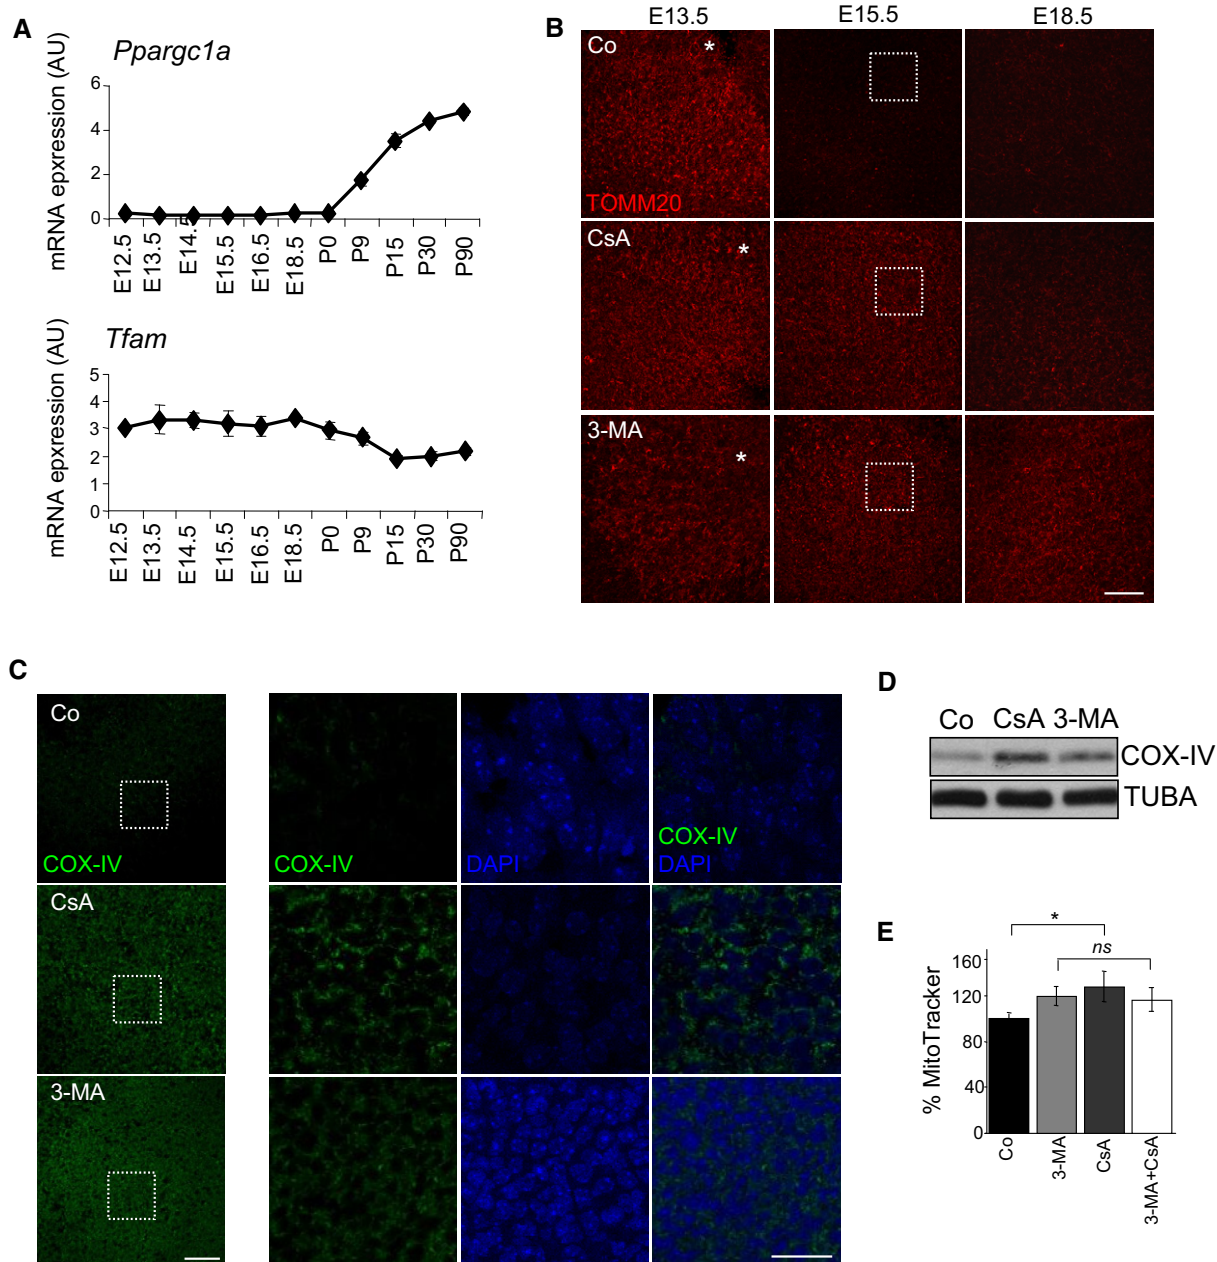 A
Ppargc1a
mRNA epxression (AU)
6
4
2
0
E12.5
E13.5
E14.5
E15.5
E16.5
E18.5
P0
P9
P15
P30
P90
Tfam
mRNA epxression (AU)
5
4
3
2
1
0
E12.5
E13.5
E14.5
E15.5
E16.5
E18.5
P0
P9
P15
P30
P90
B
E13.5 E15.5 E18.5
Co
*
TOMM20
CsA
*
3-MA
*
C
Co
COX-IV
COX-IV
DAPI
COX-IV
DAPI
CsA
3-MA
D
Co CsA 3-MA
COX-IV
TUBA
E
*
ns
% MitoTracker
160
120
80
40
0
Co
3-MA
CsA
3-MA+CsA